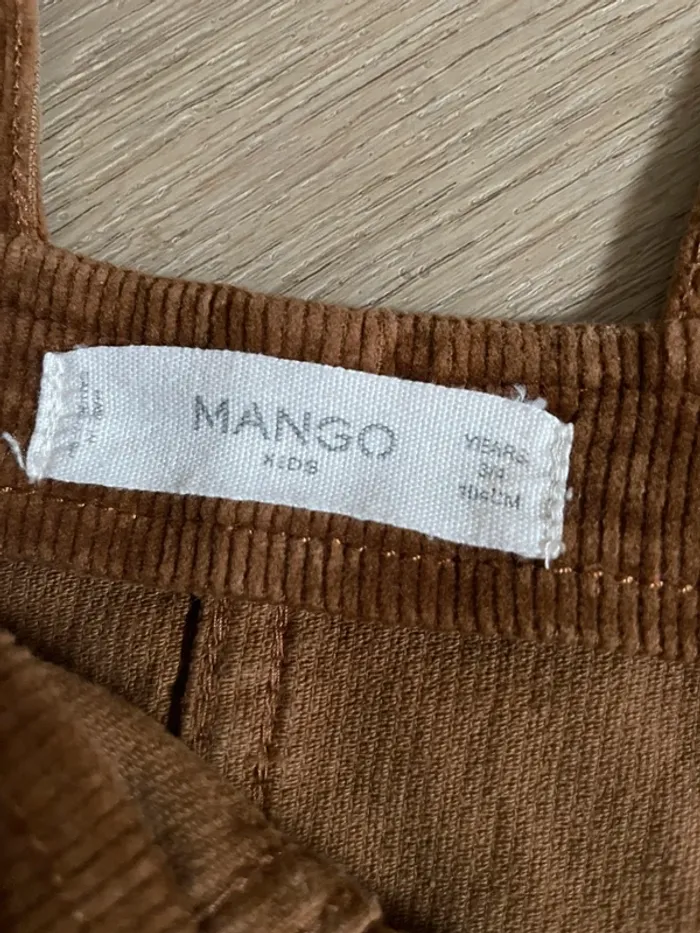 MANGO
KIDS
YEARS
3/4
104CM